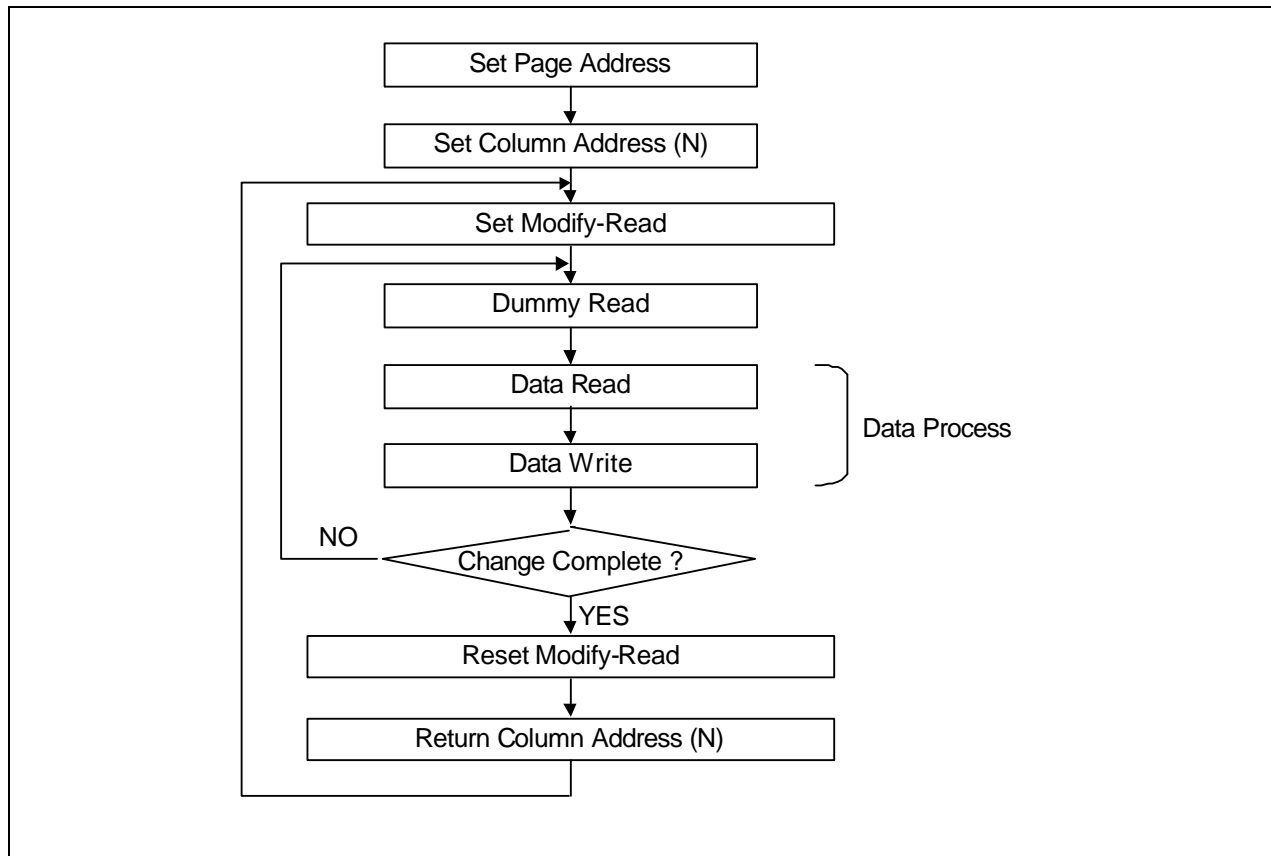 Set Page Address
Set Column Address (N)
Set Modify-Read
Dummy Read
Data Read
Data Process
Data Write
NO
Change Complete ?
YES
Reset Modify-Read
Return Column Address (N)